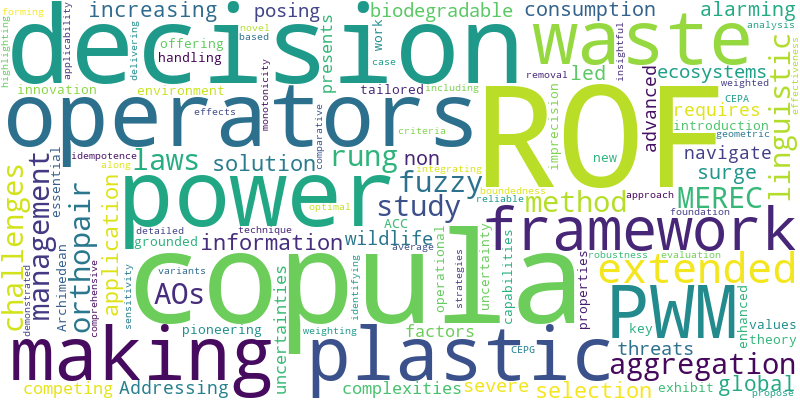 forming
increasing
posing
biodegradable
consumption
alarming
highlighting
applicability
decision
delivering
offering
handling
novel
based
work
case
presents
waste
analysis
insightful
linguistic
effectiveness
innovation
environment
effects
monotonicity
tailored
led
ecosystems
removal
weighted
CEPA
operators
comparative
including
criteria
advanced
requires
introduction
geometric
ROF
imprecision
new
navigate
idempotence
along
laws
solution
rung
non
integrating
surge
essential
challenges
management
orthopair
power
fuzzy
boundedness
reliable
optimal
method
approach
foundation
MEREC
application
study
framework
detailed
technique
grounded
ACC
average
information
wildlife
operational
strategies
uncertainty
capabilities
properties
robustness
evaluation
demonstrated
Archimedean
comprehensive
AOs
sensitivity
variants
copula
extended
uncertainties
identifying
PWM
key
enhanced
values
theory
pioneering
weighting
factors
CEPG
threats
making
plastic
aggregation
competing
Addressing
complexities
severe
selection
exhibit
global
propose